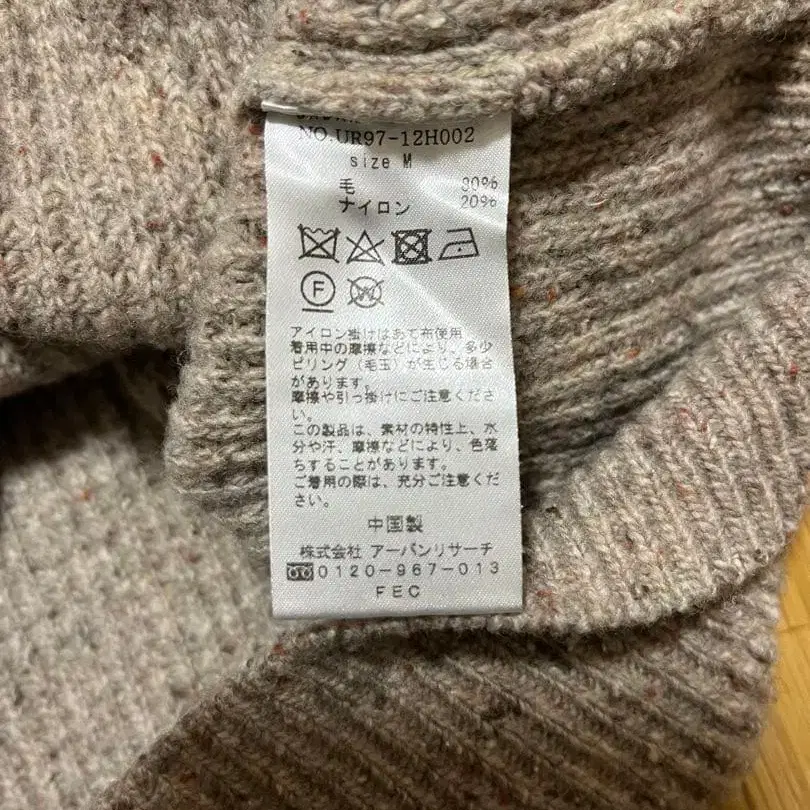 NO.UR97-12H002
size M
毛 80%
ナイロン 20%
F
W
アイロン掛けはあて布使用
着用中の摩擦などにより、多少
ピリング（毛玉）が生じる場合
があります。
摩擦や引っ掛けにご注意くださ
い。
この製品は、素材の特性上、水
分や汗、摩擦などにより、色落
ちすることがあります。
ご着用の際は、充分ご注意くだ
さい。
中国製
株式会社 アーバンリサーチ
0120-967-013
FEC